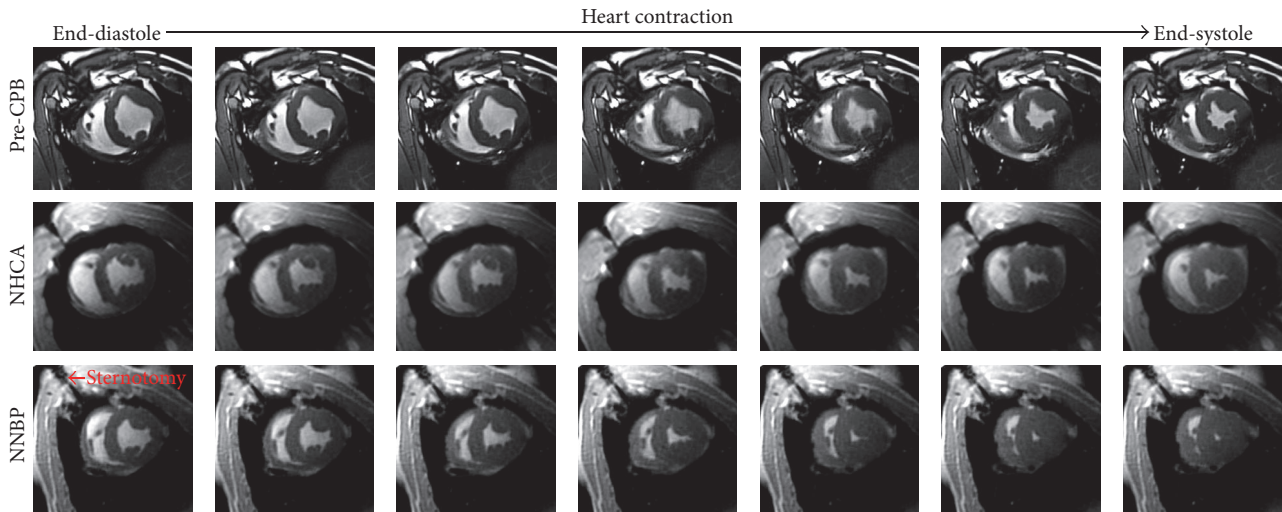 Heart contraction
End-diastole
End-systole
Pre-CPB
NHCA
NNBP
←Sternotomy